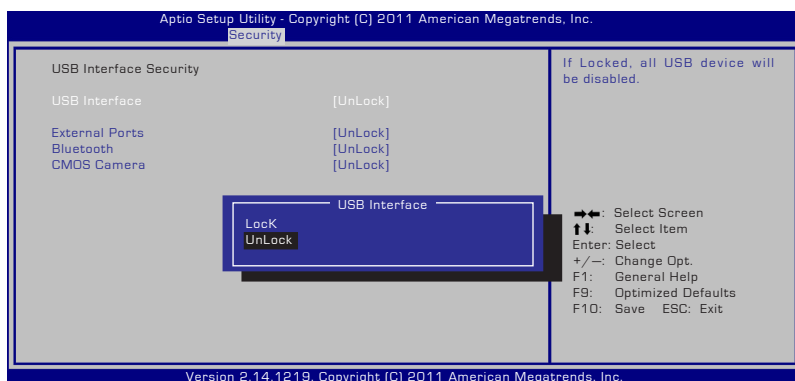 Aptio Setup Utility - Copyright (C) 2011 American Megatrends, Inc.
Security
USB Interface Security
USB Interface [UnLock]
External Ports [UnLock]
Bluetooth [UnLock]
CMOS Camera [UnLock]
If Locked, all USB device will
be disabled.
USB Interface
LocK
UnLock
➡⬅: Select Screen
⬆⬇: Select Item
Enter: Select
+/—: Change Opt.
F1: General Help
F9: Optimized Defaults
F10: Save ESC: Exit
Version 2.14.1219. Copyright (C) 2011 American Megatrends, Inc.